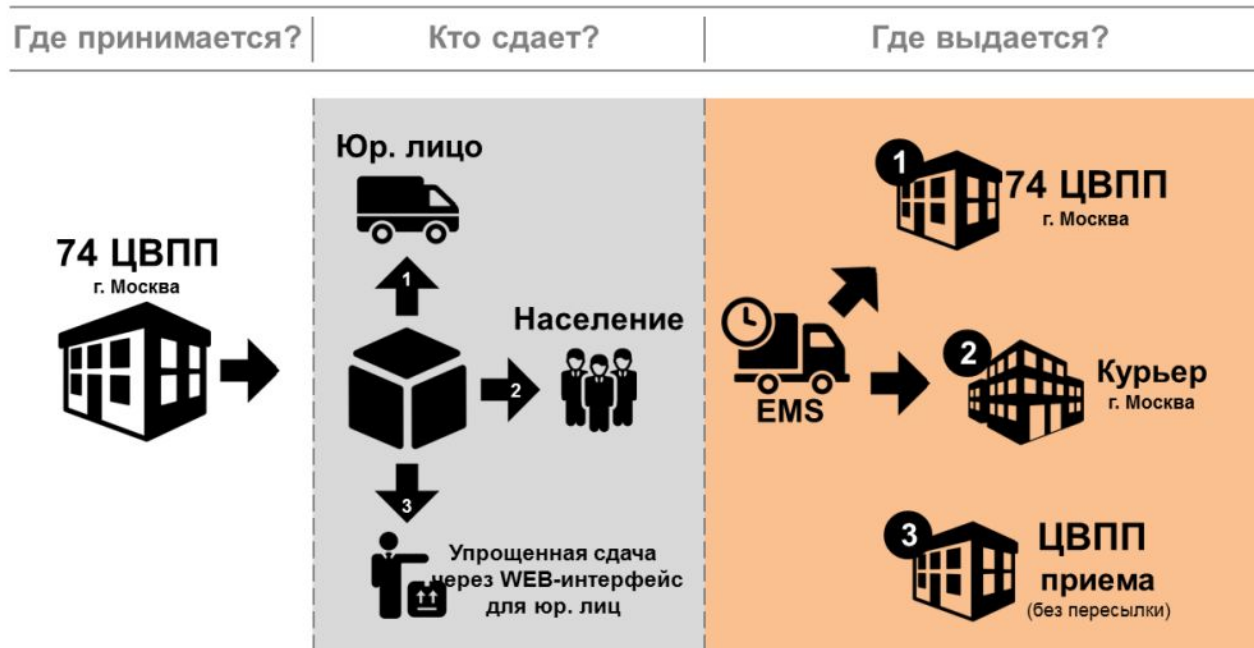 Где принимается?
Кто сдает?
Где выдается?
74 ЦВПП
г. Москва
Юр. лицо
1
Население
2
3
Упрощенная сдача
через WEB-интерфейс
для юр. лиц
EMS
1
74 ЦВПП
г. Москва
2
Курьер
г. Москва
3
ЦВПП
приема
(без пересылки)